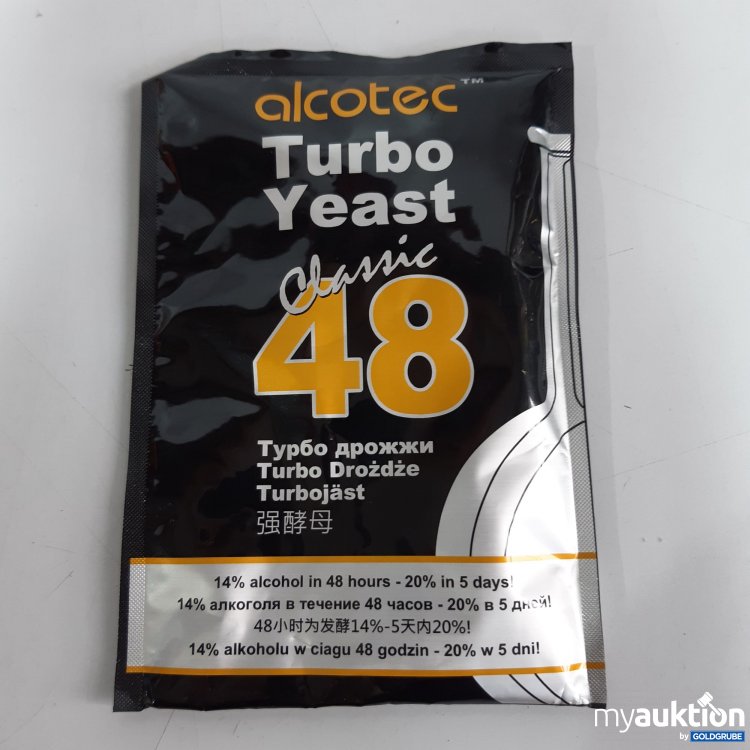 alcotec™
Turbo
Yeast
Classic
48
Турбо дрожжи
Turbo Drożdże
Turbojäst
强酵母
14% alcohol in 48 hours - 20% in 5 days!
14% алкоголя в течение 48 часов - 20% в 5 дней!
48小时为发酵14%-5天内20%!
14% alkoholu w ciagu 48 godzin - 20% w 5 dni!
myauktion
by GOLDGRUBE